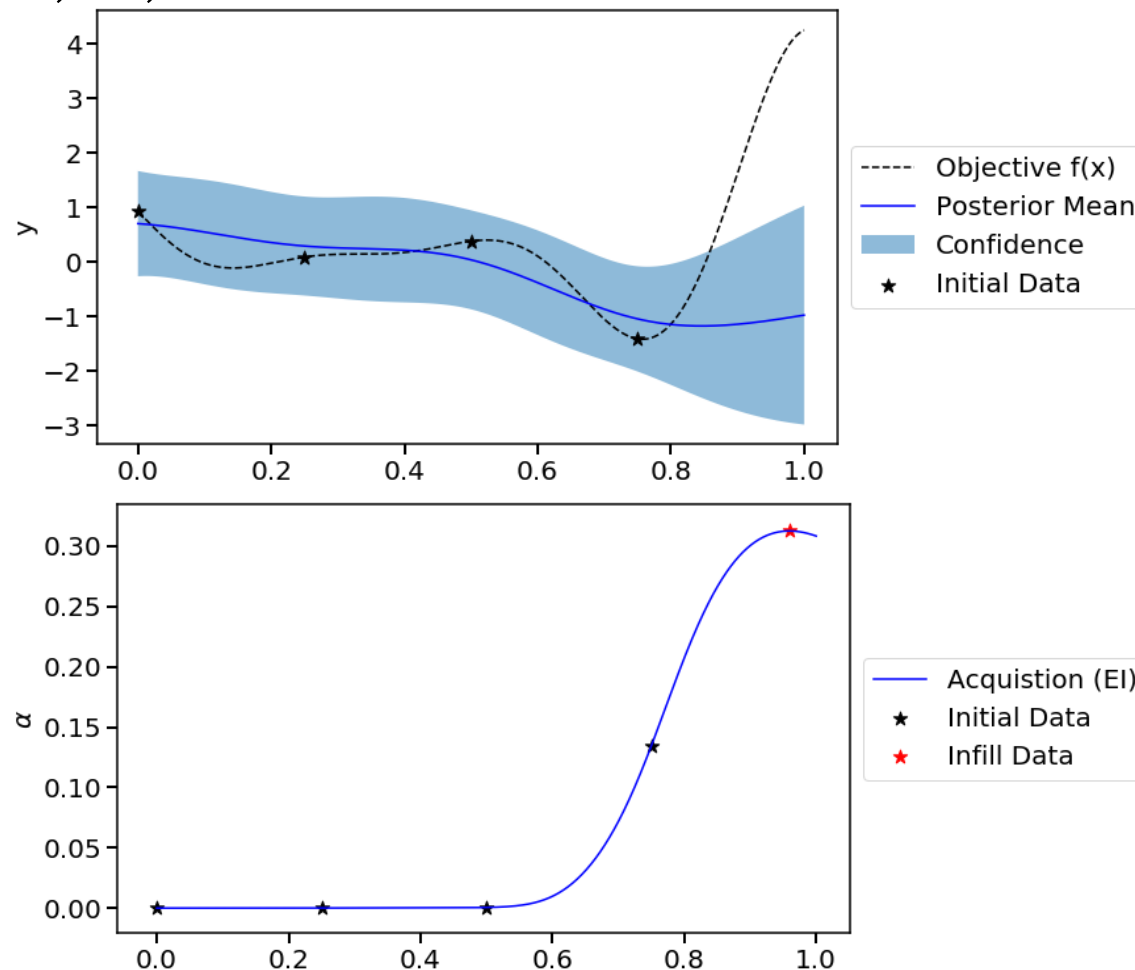 4
3
2
1
0
−1
−2
−3
y
0.0 0.2 0.4 0.6 0.8 1.0
Objective f(x)
Posterior Mean
Confidence
Initial Data
0.30
0.25
0.20
0.15
0.10
0.05
0.00
α
0.0 0.2 0.4 0.6 0.8 1.0
Acquistion (EI)
Initial Data
Infill Data